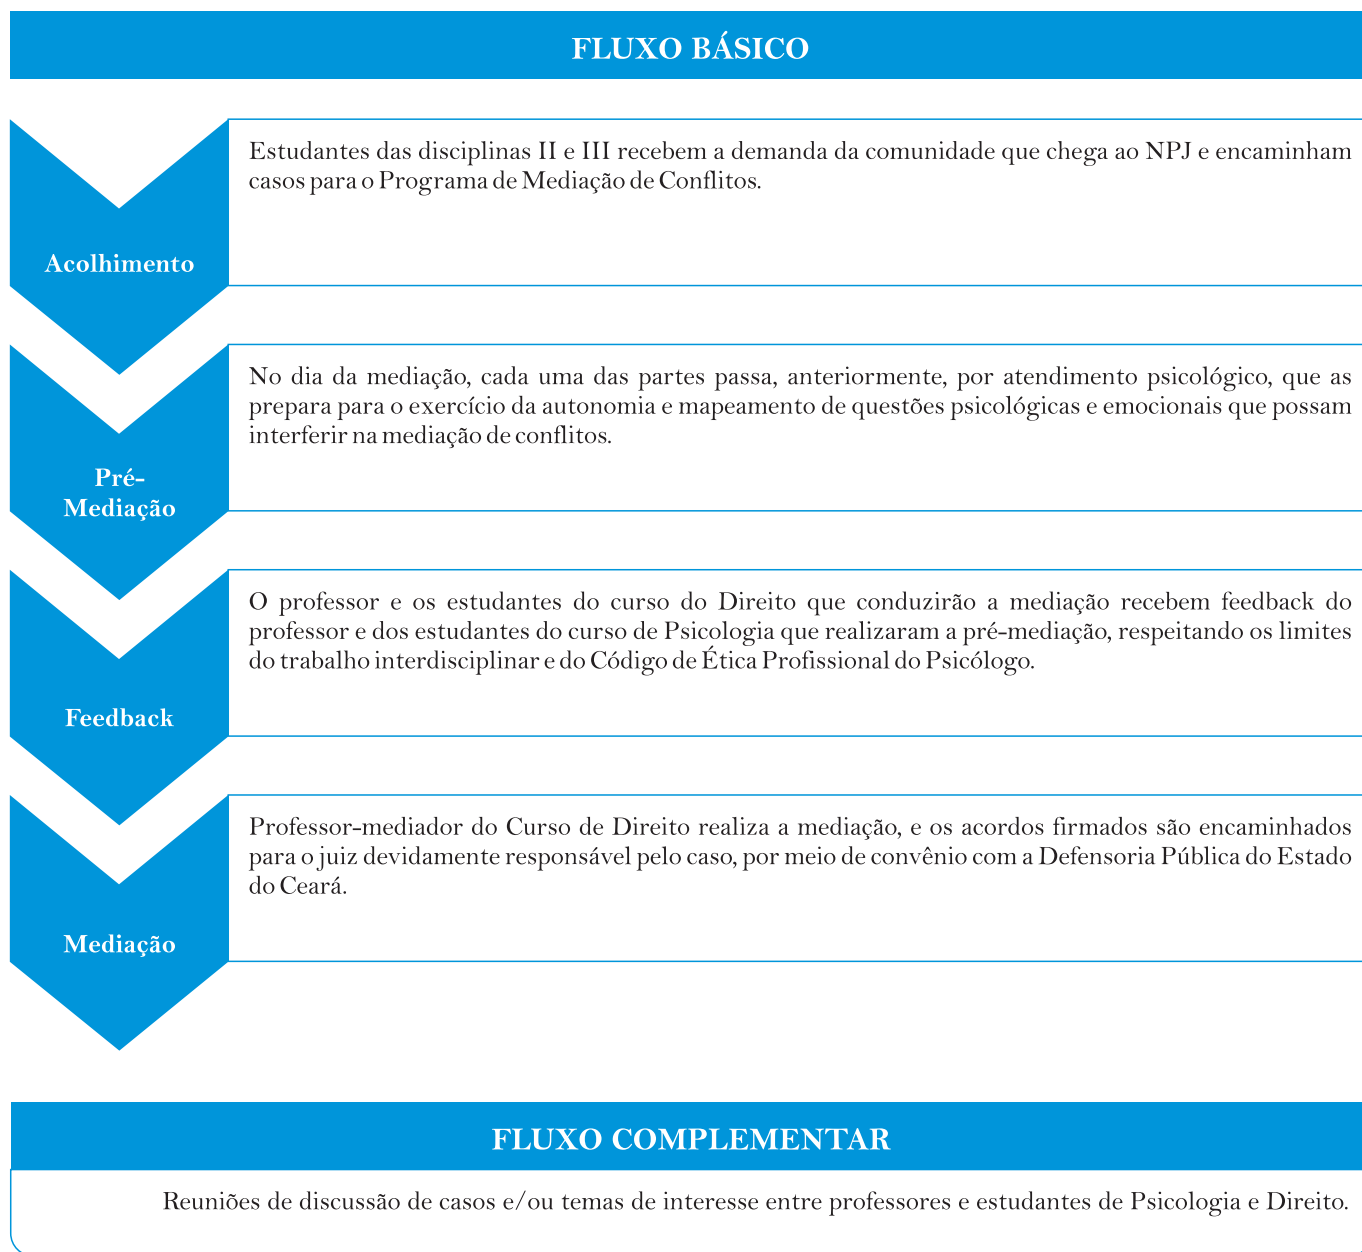 FLUXO BÁSICO
Acolhimento
Estudantes das disciplinas II e III recebem a demanda da comunidade que chega ao NPJ e encaminham
casos para o Programa de Mediação de Conflitos.
Pré-
Mediação
No dia da mediação, cada uma das partes passa, anteriormente, por atendimento psicológico, que as
prepara para o exercício da autonomia e mapeamento de questões psicológicas e emocionais que possam
interferir na mediação de conflitos.
Feedback
O professor e os estudantes do curso do Direito que conduzirão a mediação recebem feedback do
professor e dos estudantes do curso de Psicologia que realizaram a pré-mediação, respeitando os limites
do trabalho interdisciplinar e do Código de Ética Profissional do Psicólogo.
Mediação
Professor-mediador do Curso de Direito realiza a mediação, e os acordos firmados são encaminhados
para o juiz devidamente responsável pelo caso, por meio de convênio com a Defensoria Pública do Estado
do Ceará.
FLUXO COMPLEMENTAR
Reuniões de discussão de casos e/ou temas de interesse entre professores e estudantes de Psicologia e Direito.